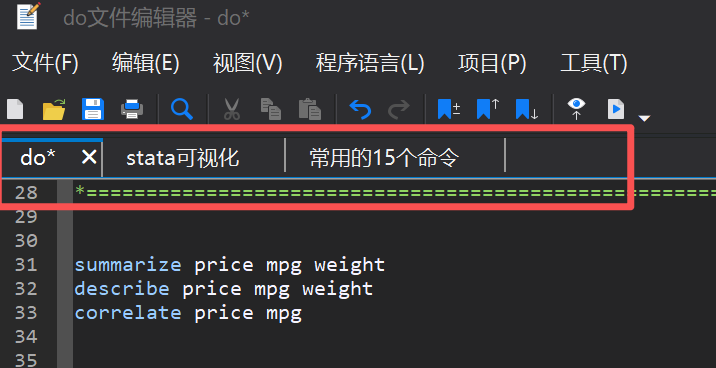 do文件编辑器 - do*
文件(F) 编辑(E) 视图(V) 程序语言(L) 项目(P) 工具(T)
do* stata可视化 常用的15个命令
28 *======================================================
29
30
31 summarize price mpg weight
32 describe price mpg weight
33 correlate price mpg
34
35